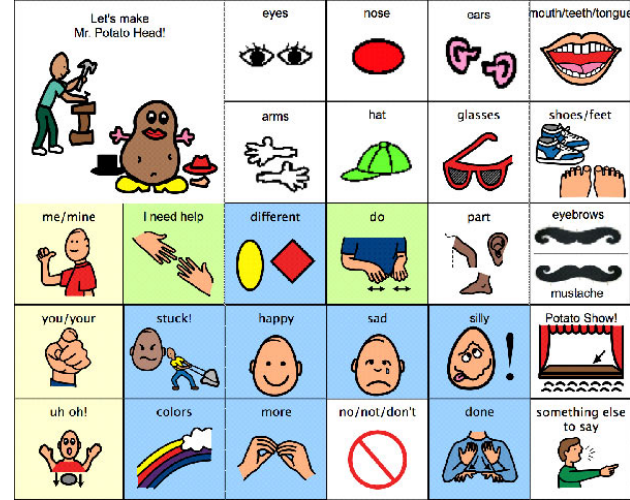 Let's make
Mr. Potato Head!
eyes
nose
ears
mouth/teeth/tongue
arms
hat
glasses
shoes/feet
me/mine
I need help
different
do
part
eyebrows
mustache
you/your
stuck!
happy
sad
silly
!
Potato Show!
uh oh!
colors
more
no/not/don't
done
something else
to say